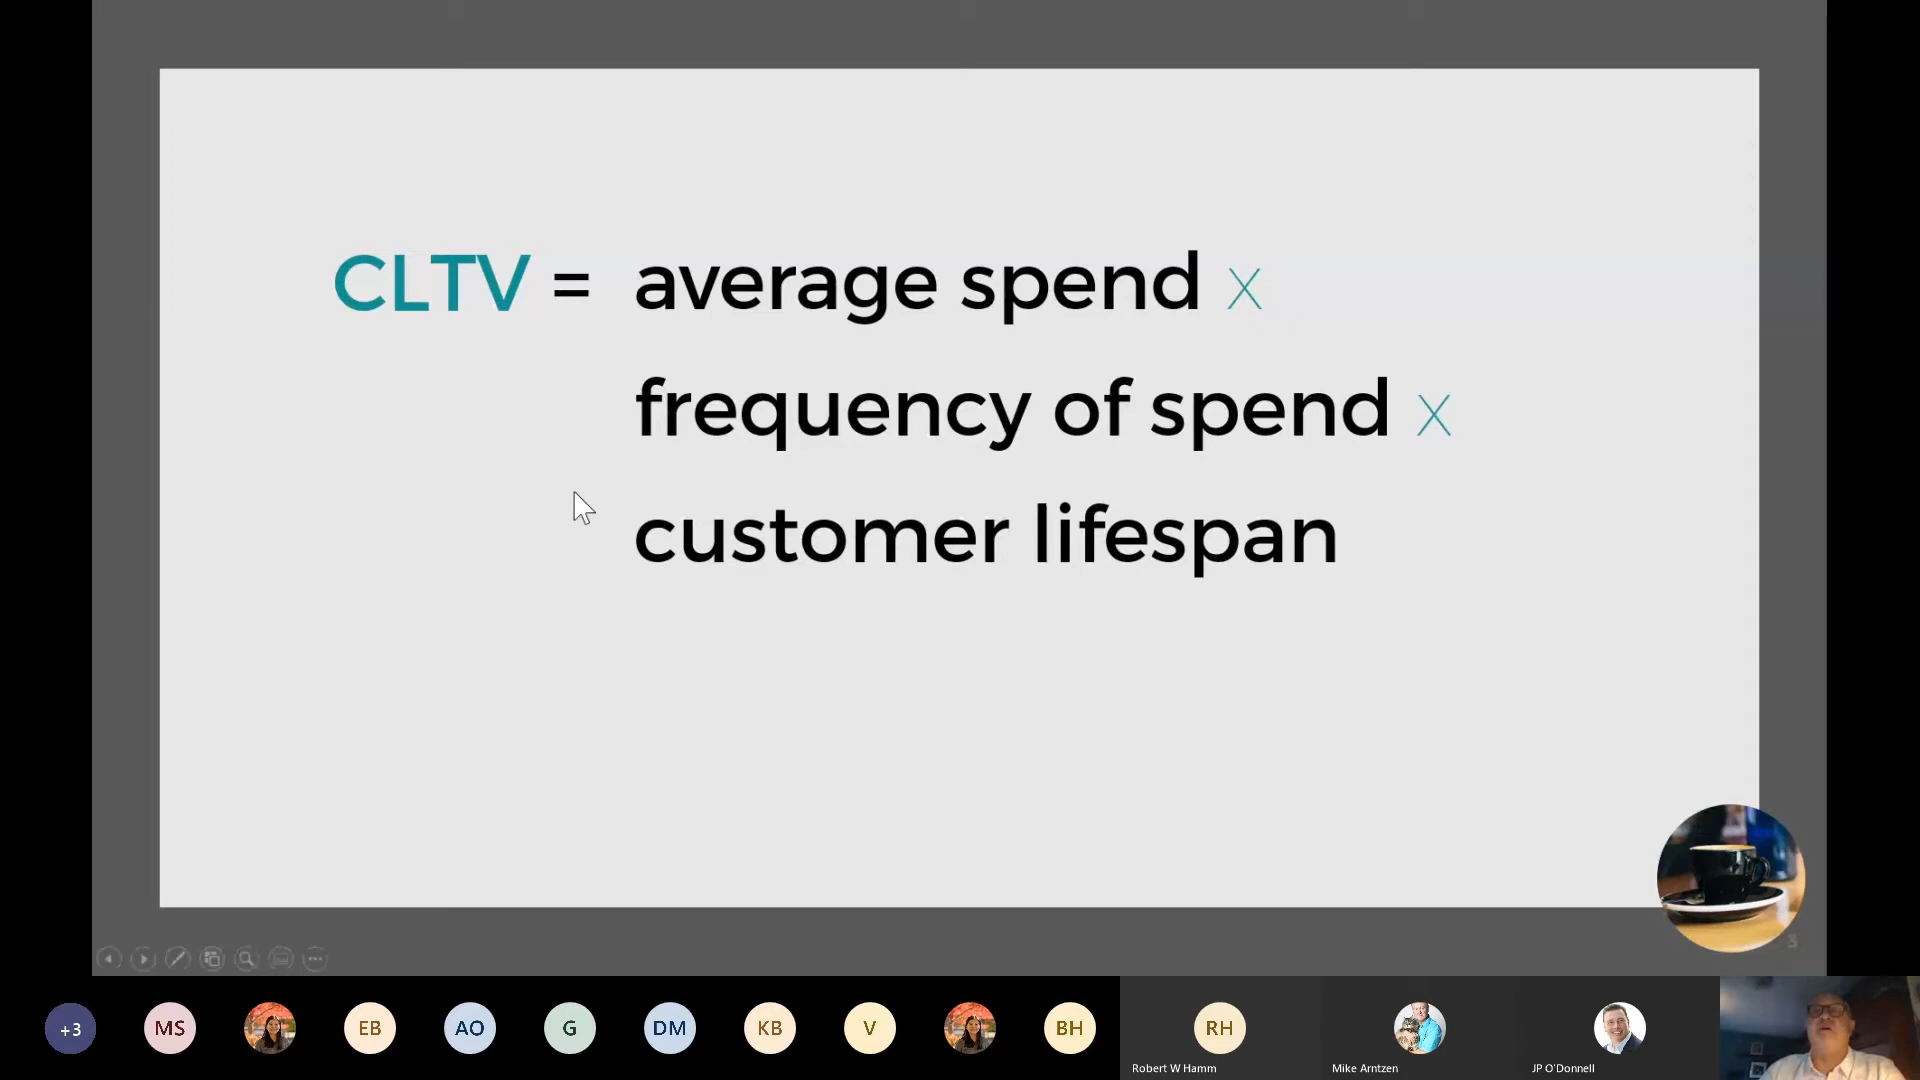 CLTV = average spend x
frequency of spend x
customer lifespan
3
+3
MS
EB
AO
G
DM
KB
V
BH
RH
Robert W Hamm
Mike Arntzen
JP O'Donnell